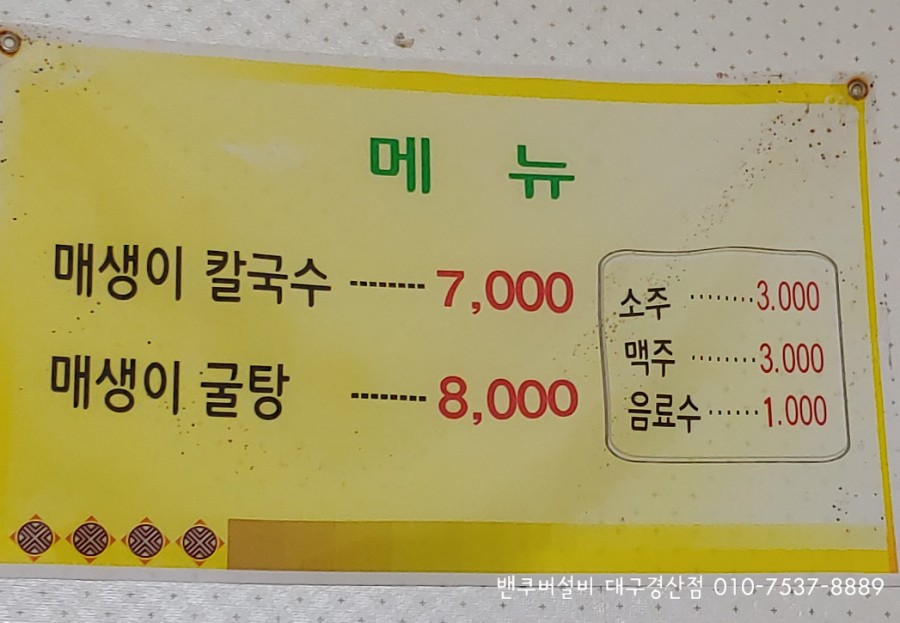 메 뉴
매생이 칼국수 -------- 7,000
매생이 굴탕 -------- 8,000
소주 ········3.000
맥주 ········3.000
음료수 ······1.000
밴쿠버설비 대구경산점 010-7537-8889